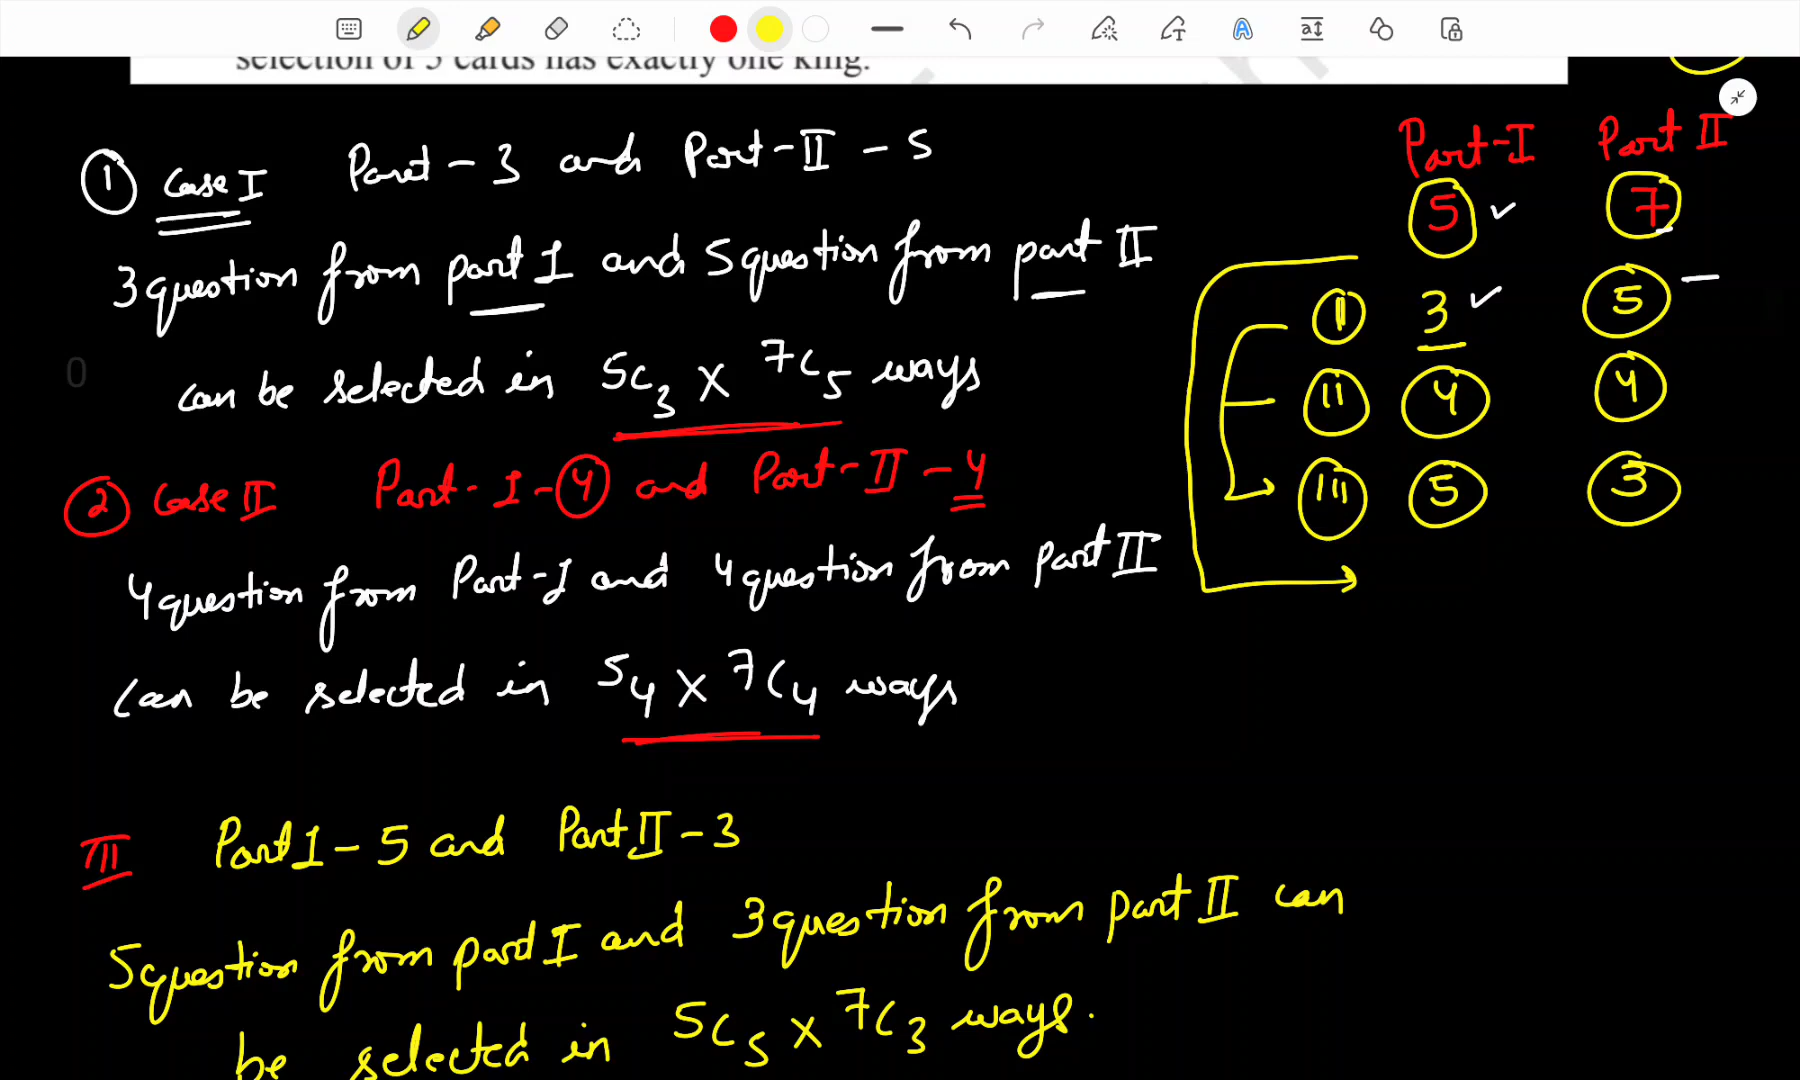 selection of 5 cards has exactly one king.
① Case I Part - 3 and Part - II - 5
3 question from part I and 5 question from part II
can be selected in 5C3 X 7C5 ways
② Case II Part - I - ④ and Part - II - 4
4 question from Part - I and 4 question from part II
can be selected in 54 X 7C4 ways
III Part I - 5 and Part II - 3
5 question from part I and 3 question from part II can
be selected in 5C5 X 7C3 ways.
Part - I Part II
5 7
I 3 5
II 4 4
III 5 3
0